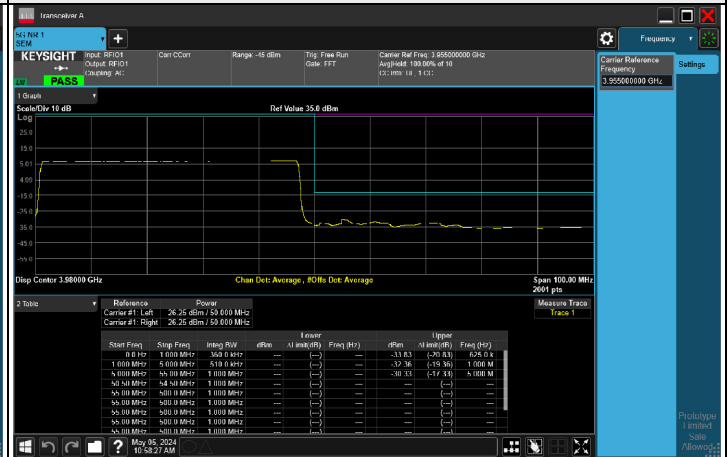 Transceiver A
5G NR 1
SEM
Frequency
KEYSIGHT
Input: RFIO1
Output: RFIO1
Coupling: AC
Corr CCorr
Range: -45 dBm
Trig: Free Run
Gate: FFT
Carrier Ref Freq: 3.955000000 GHz
Avg|Hold: 100.00% of 10
CC Info: UL, 1 CC
PASS
Carrier Reference
Frequency
3.955000000 GHz
Settings
1 Graph
Scale/Div 10 dB
Ref Value 35.0 dBm
Log
25.0
15.0
-15.0
-25.0
-45.0
-55.0
Disp Center 3.98000 GHz
Chan Det: Average, #Offs Det: Average
Span 100.00 MHz
2001 pts
2 Table
Reference Power
Carrier #1: Left 26.25 dBm / 50.000 MHz
Carrier #1: Right 26.25 dBm / 50.000 MHz
Measure Trace
Trace 1
Lower Upper
Start Freq Stop Freq Integ BW dBm ΔLimit(dB) Freq (Hz) dBm ΔLimit(dB) Freq (Hz)
0.0 Hz 1.000 MHz 360.0 kHz --- (---) --- -33.83 (-20.83) 625.0 k
1.000 MHz 5.000 MHz 510.0 kHz --- (---) --- -32.36 (-19.36) 1.000 M
5.000 MHz 55.00 MHz 1.000 MHz --- (---) --- -30.33 (-17.33) 5.000 M
50.50 MHz 54.50 MHz 1.000 MHz --- (---) --- --- (---) ---
55.00 MHz 500.0 MHz 1.000 MHz --- (---) --- --- (---) ---
55.00 MHz 500.0 MHz 1.000 MHz --- (---) --- --- (---) ---
55.00 MHz 500.0 MHz 1.000 MHz --- (---) --- --- (---) ---
55.00 MHz 500.0 MHz 1.000 MHz --- (---) --- --- (---) ---
Prototype
Limited
Sale
Allowed
?
May 05, 2024
10:58:27 AM